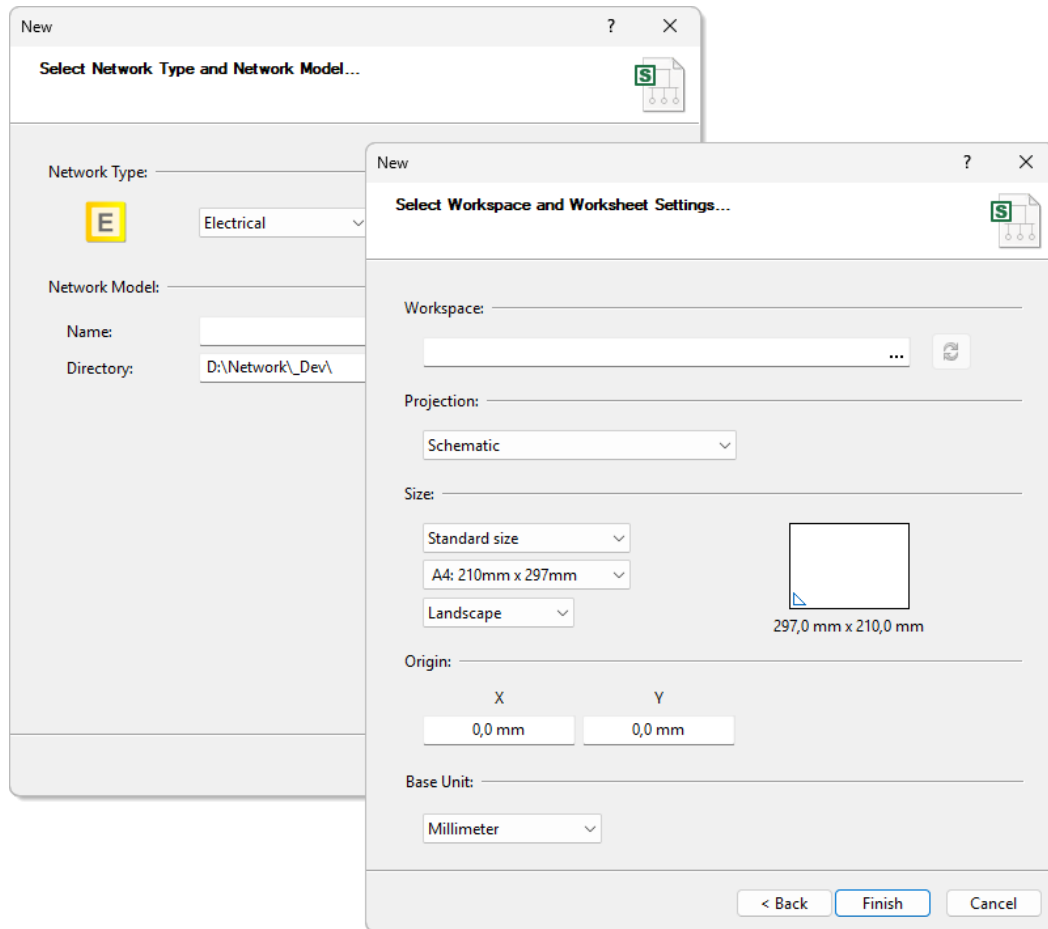 New ?
Select Network Type and Network Model...
S
Network Type:
E Electrical
Network Model:
Name:
Directory: D:\Network\_Dev\
New ?
Select Workspace and Worksheet Settings...
S
Workspace:
...
Projection:
Schematic
Size:
Standard size
A4: 210mm x 297mm
Landscape
297,0 mm x 210,0 mm
Origin:
X Y
0,0 mm 0,0 mm
Base Unit:
Millimeter
< Back Finish Cancel